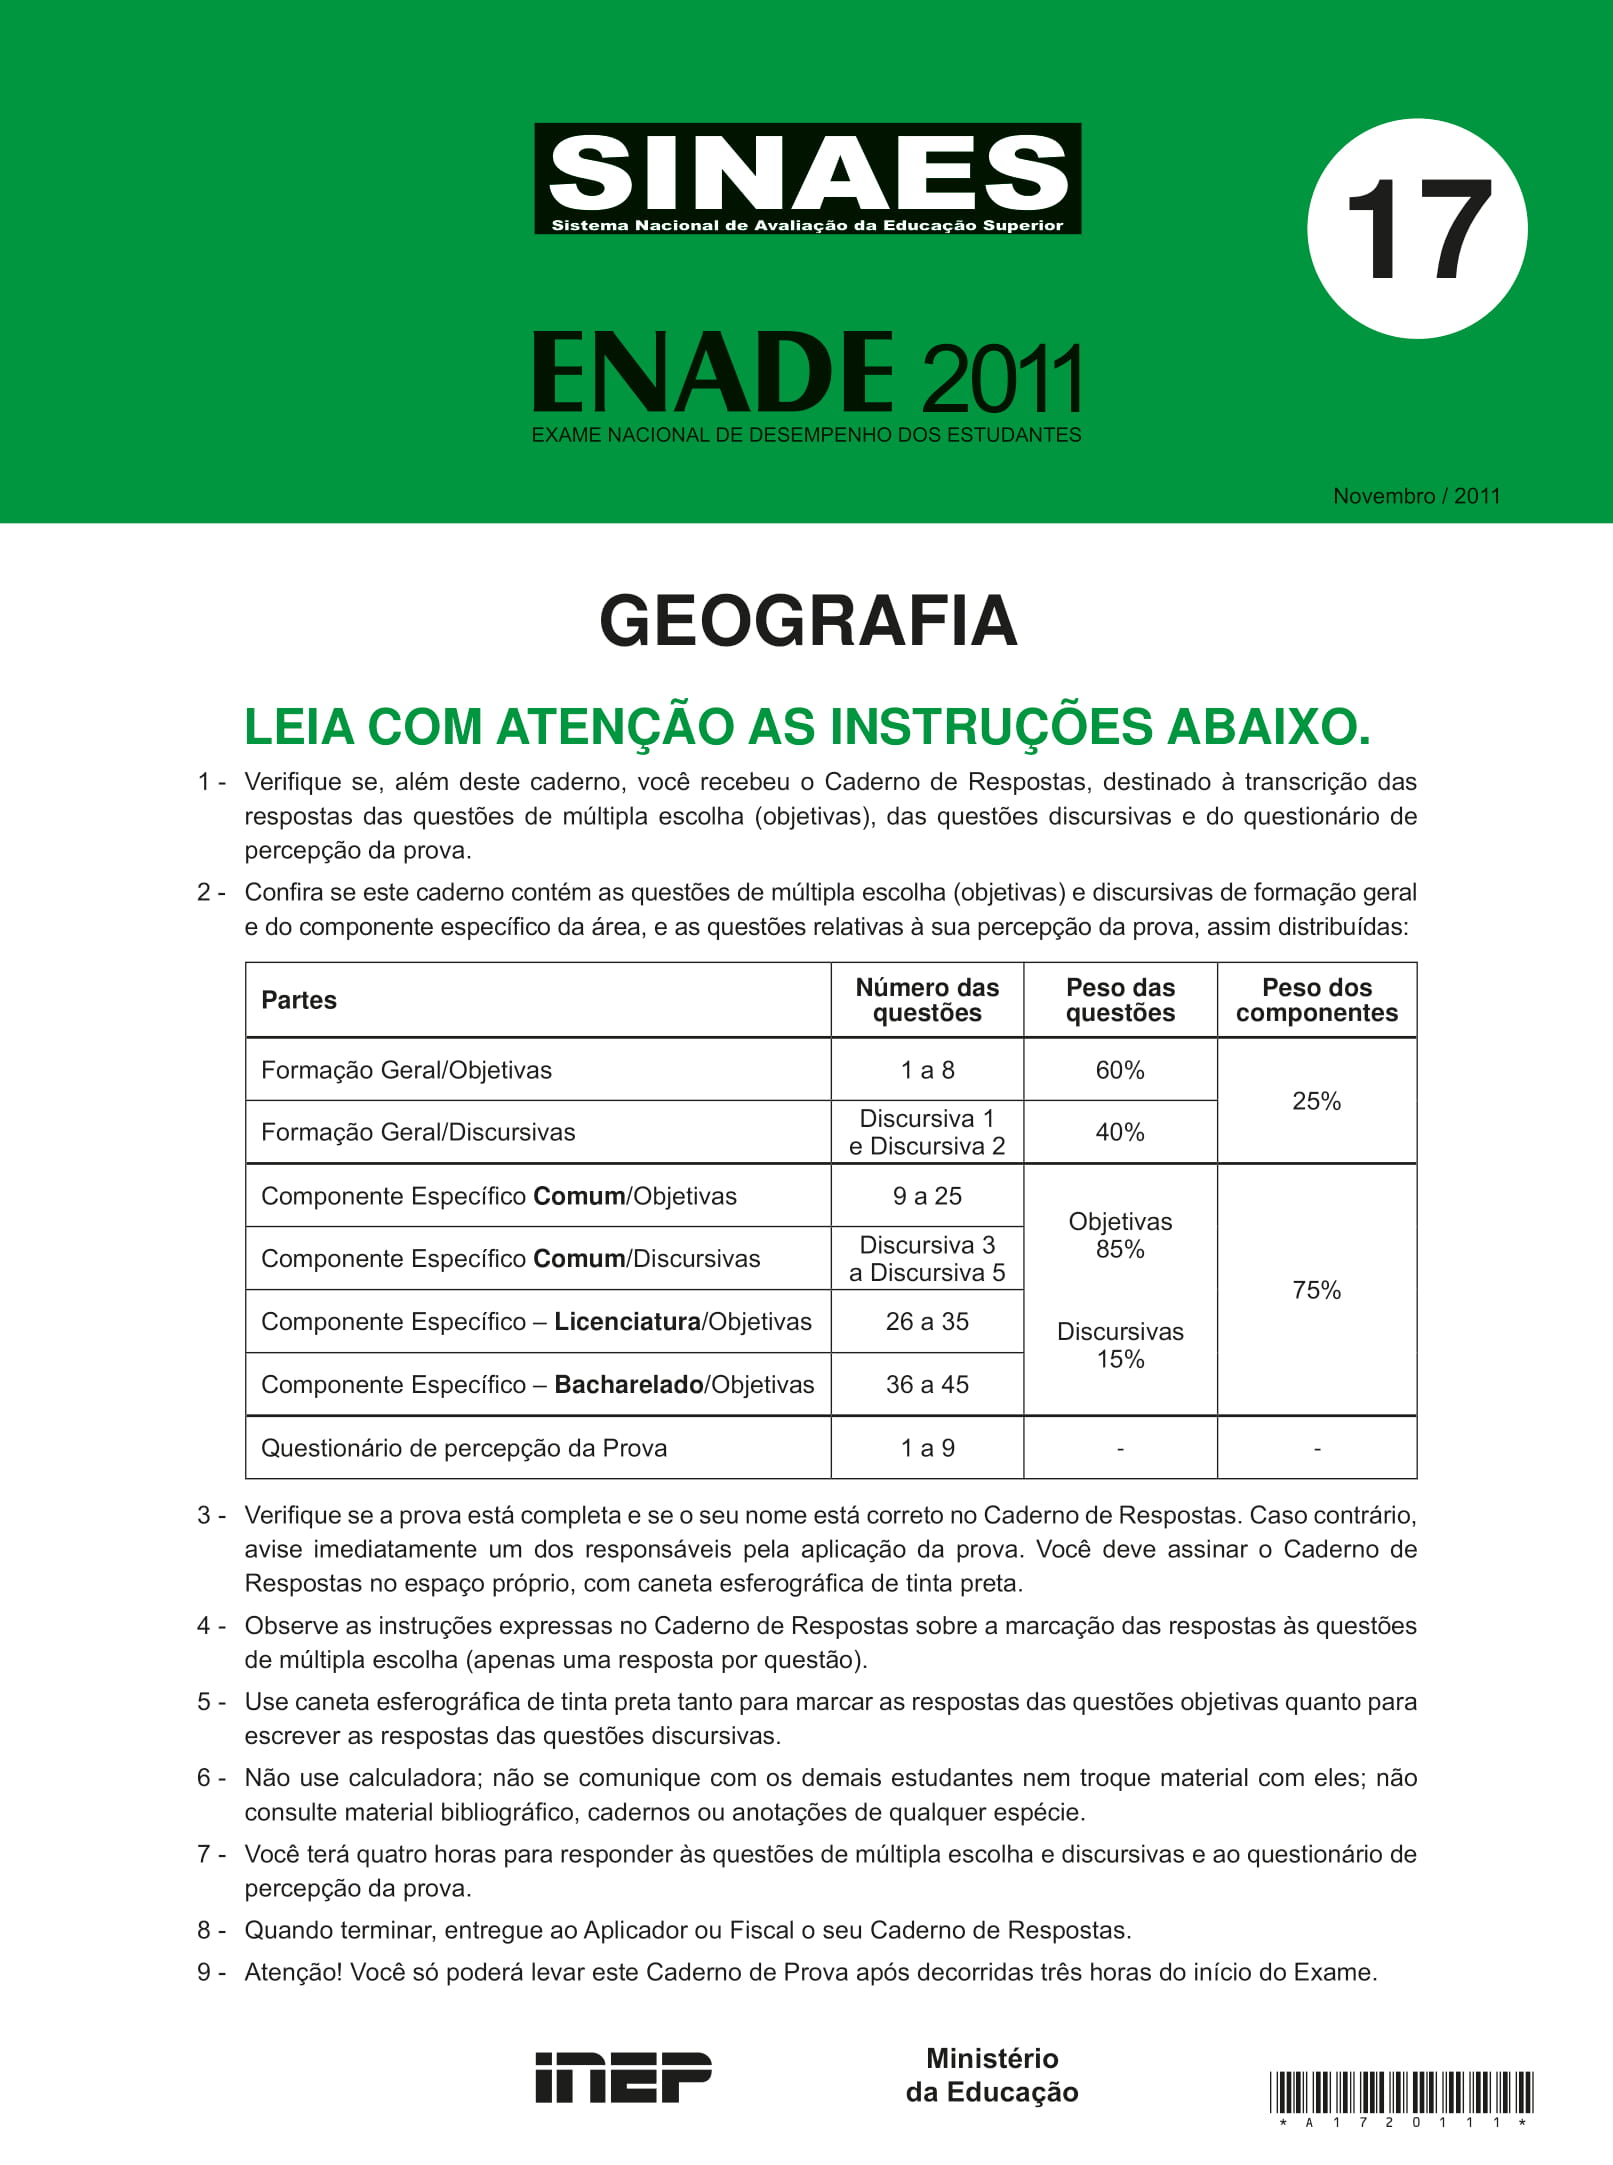 SINAES
Sistema Nacional de Avaliação da Educação Superior
17
ENADE 2011
EXAME NACIONAL DE DESEMPENHO DOS ESTUDANTES
Novembro / 2011
GEOGRAFIA
LEIA COM ATENÇÃO AS INSTRUÇÕES ABAIXO.
1 - Verifique se, além deste caderno, você recebeu o Caderno de Respostas, destinado à transcrição das
respostas das questões de múltipla escolha (objetivas), das questões discursivas e do questionário de
percepção da prova.
2 - Confira se este caderno contém as questões de múltipla escolha (objetivas) e discursivas de formação geral
e do componente específico da área, e as questões relativas à sua percepção da prova, assim distribuídas:
Partes
Número das
questões
Peso das
questões
Peso dos
componentes
Formação Geral/Objetivas
1 a 8
60%
25%
Formação Geral/Discursivas
Discursiva 1
e Discursiva 2
40%
Componente Específico Comum/Objetivas
9 a 25
Objetivas
85%
Discursivas
15%
75%
Componente Específico Comum/Discursivas
Discursiva 3
a Discursiva 5
Componente Específico – Licenciatura/Objetivas
26 a 35
Componente Específico – Bacharelado/Objetivas
36 a 45
Questionário de percepção da Prova
1 a 9
-
-
3 - Verifique se a prova está completa e se o seu nome está correto no Caderno de Respostas. Caso contrário,
avise imediatamente um dos responsáveis pela aplicação da prova. Você deve assinar o Caderno de
Respostas no espaço próprio, com caneta esferográfica de tinta preta.
4 - Observe as instruções expressas no Caderno de Respostas sobre a marcação das respostas às questões
de múltipla escolha (apenas uma resposta por questão).
5 - Use caneta esferográfica de tinta preta tanto para marcar as respostas das questões objetivas quanto para
escrever as respostas das questões discursivas.
6 - Não use calculadora; não se comunique com os demais estudantes nem troque material com eles; não
consulte material bibliográfico, cadernos ou anotações de qualquer espécie.
7 - Você terá quatro horas para responder às questões de múltipla escolha e discursivas e ao questionário de
percepção da prova.
8 - Quando terminar, entregue ao Aplicador ou Fiscal o seu Caderno de Respostas.
9 - Atenção! Você só poderá levar este Caderno de Prova após decorridas três horas do início do Exame.
INEP
Ministério
da Educação
* A 1 7 2 0 1 1 1 *